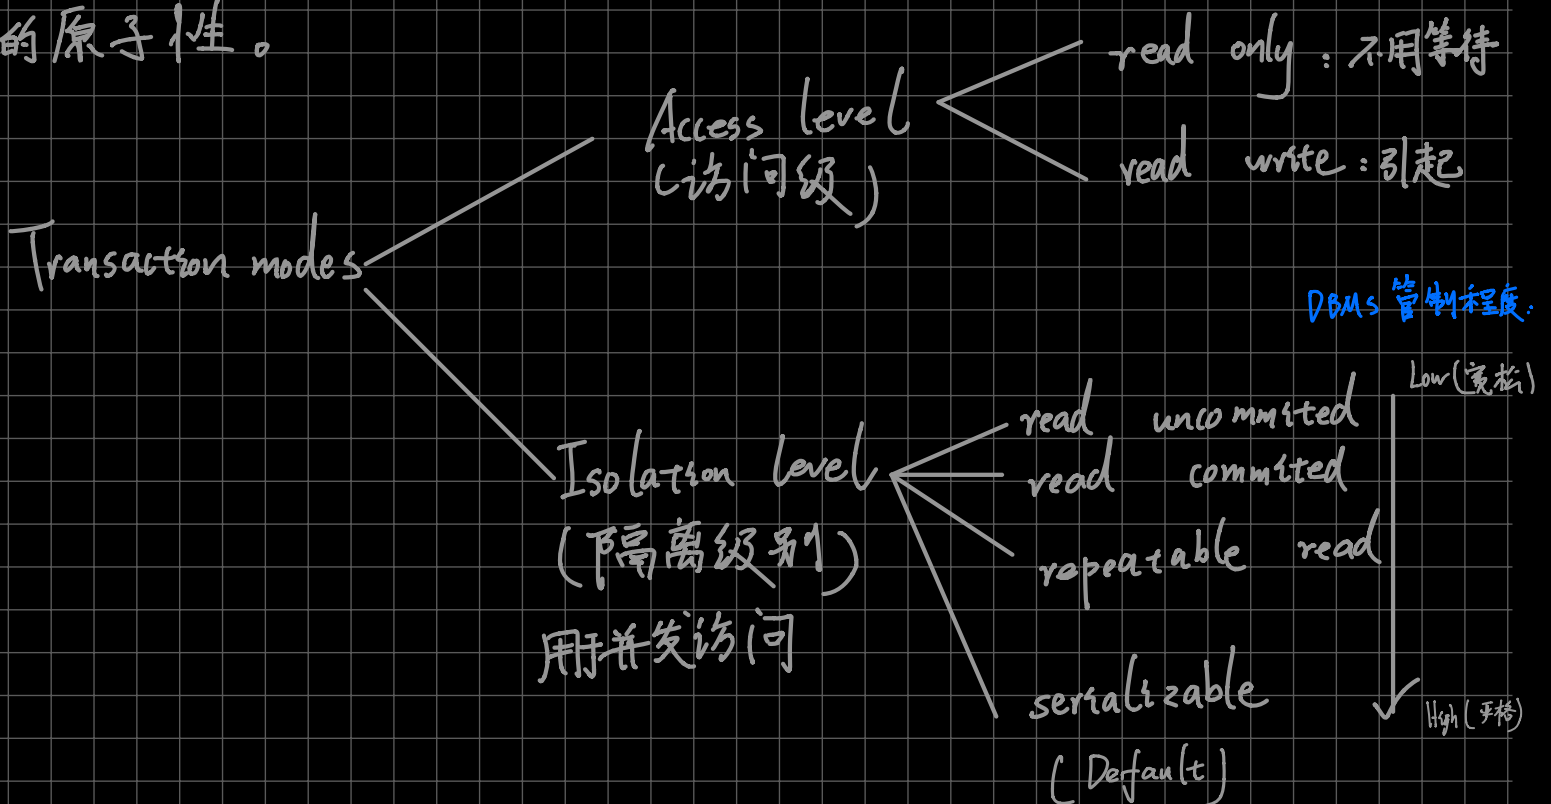 的原子性。
Transaction modes
Access level
(访问级)
read only : 不用等待
read write : 引起
Isolation level
(隔离级别)
用于并发访问
DBMS 管制程度.
Low (宽松)
read uncommited
read commited
repeatable read
serializable
(Default)
High (严格)